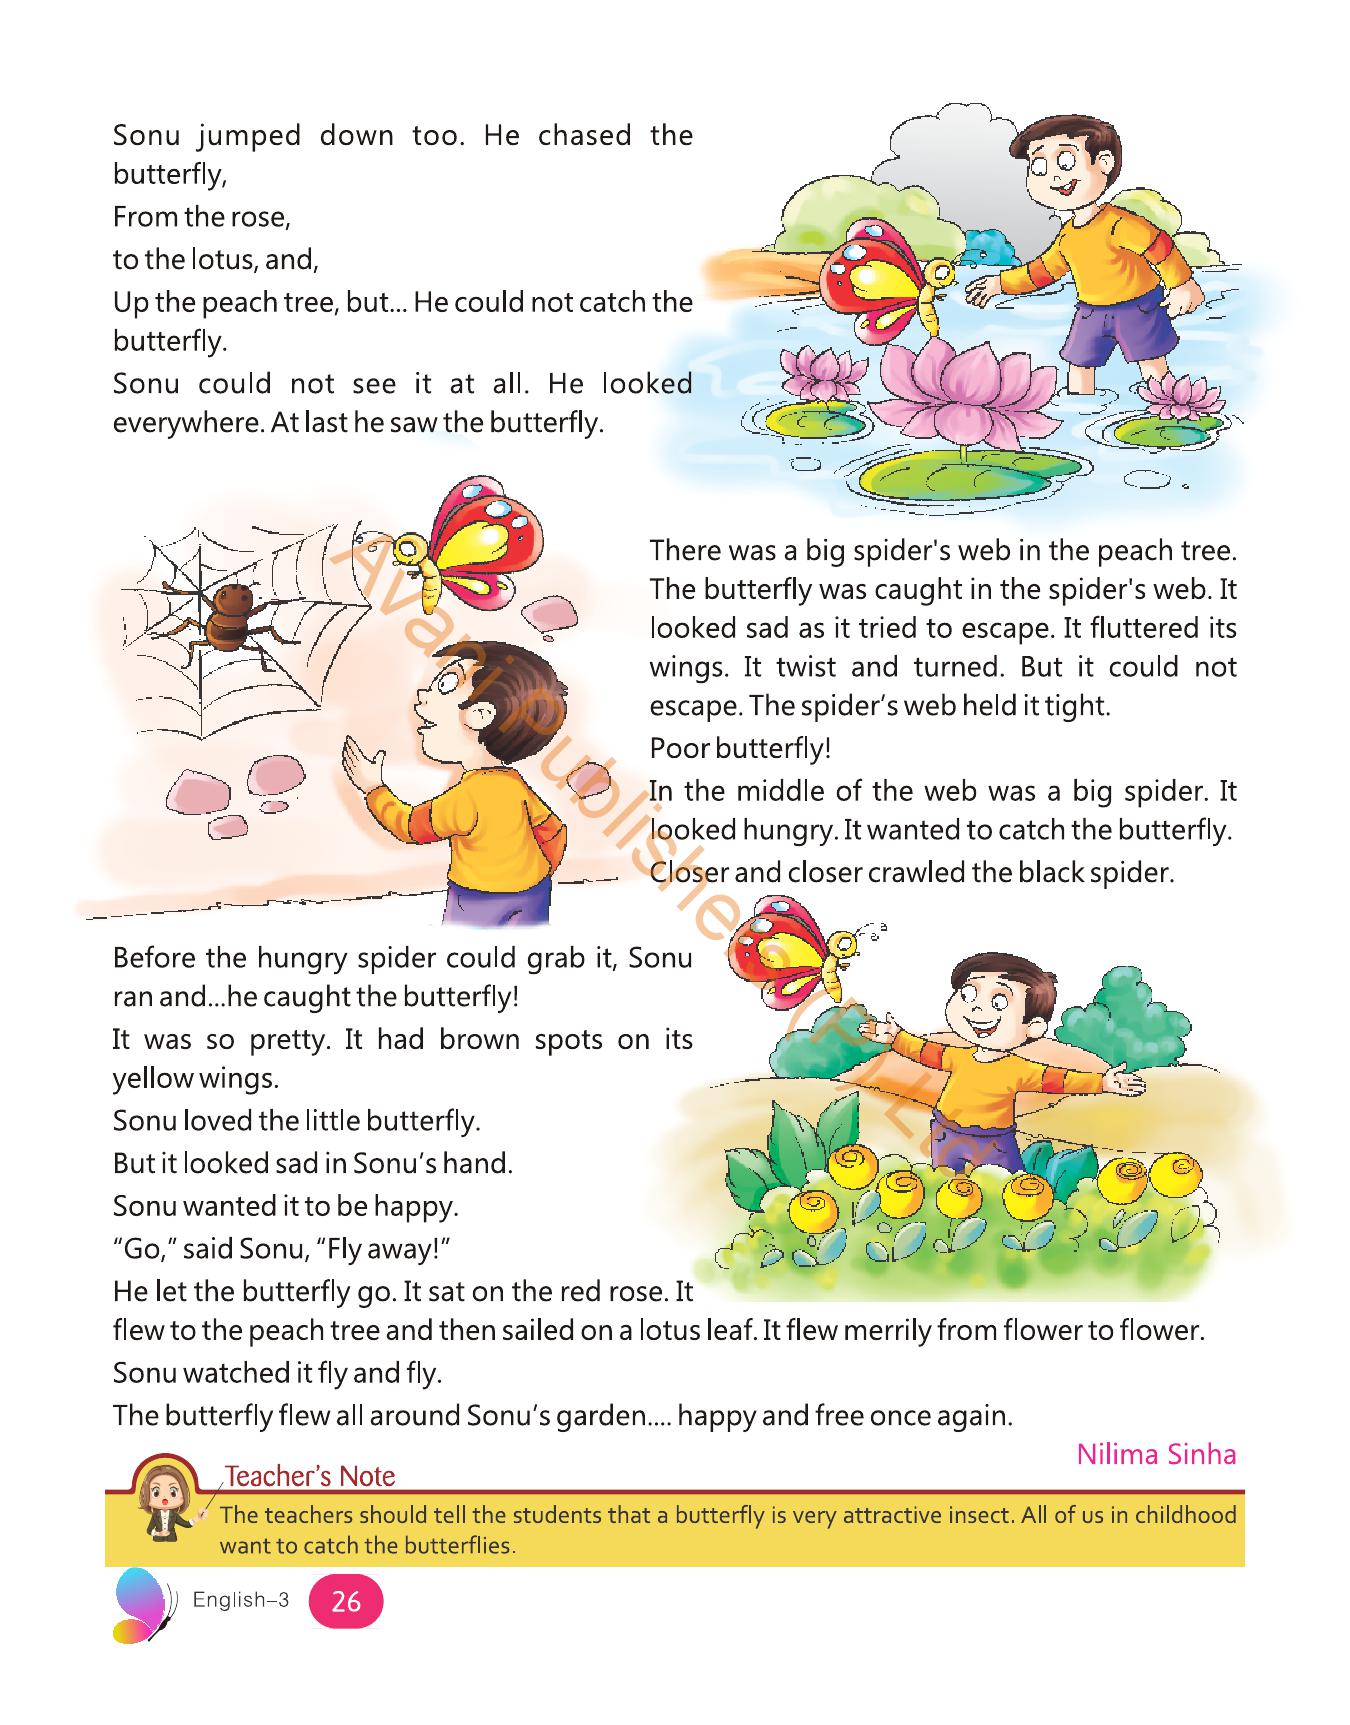 Sonu jumped down too. He chased the
butterfly,
From the rose,
to the lotus, and,
Up the peach tree, but... He could not catch the
butterfly.
Sonu could not see it at all. He looked
everywhere. At last he saw the butterfly.
There was a big spider's web in the peach tree.
The butterfly was caught in the spider's web. It
looked sad as it tried to escape. It fluttered its
wings. It twist and turned. But it could not
escape. The spider’s web held it tight.
Poor butterfly!
In the middle of the web was a big spider. It
looked hungry. It wanted to catch the butterfly.
Closer and closer crawled the black spider.
Before the hungry spider could grab it, Sonu
ran and...he caught the butterfly!
It was so pretty. It had brown spots on its
yellow wings.
Sonu loved the little butterfly.
But it looked sad in Sonu’s hand.
Sonu wanted it to be happy.
“Go,” said Sonu, “Fly away!”
He let the butterfly go. It sat on the red rose. It
flew to the peach tree and then sailed on a lotus leaf. It flew merrily from flower to flower.
Sonu watched it fly and fly.
The butterfly flew all around Sonu’s garden.... happy and free once again.
Nilima Sinha
Teacher’s Note
The teachers should tell the students that a butterfly is very attractive insect. All of us in childhood
want to catch the butterflies.
English–3 26
Avani Publishers (P) Ltd